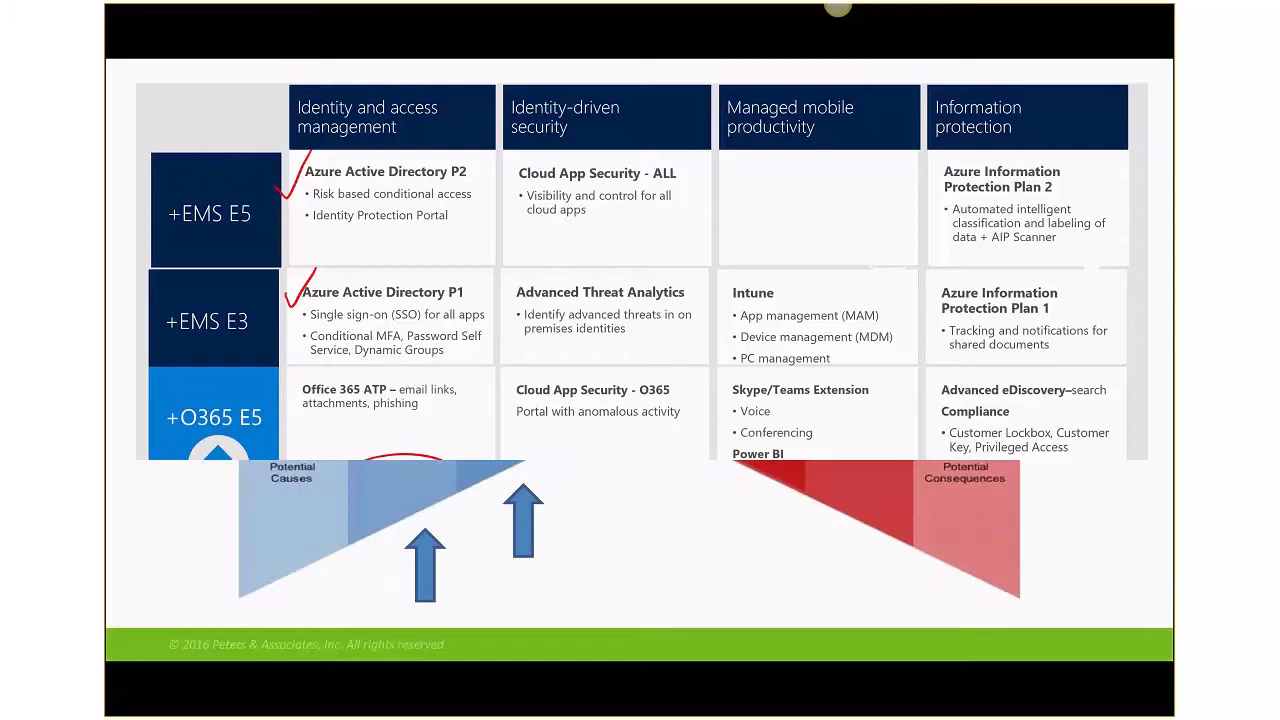 Identity and access
management
Identity-driven
security
Managed mobile
productivity
Information
protection
+EMS E5
Azure Active Directory P2
• Risk based conditional access
• Identity Protection Portal
Cloud App Security - ALL
• Visibility and control for all
cloud apps
Azure Information
Protection Plan 2
• Automated intelligent
classification and labeling of
data + AIP Scanner
+EMS E3
Azure Active Directory P1
• Single sign-on (SSO) for all apps
• Conditional MFA, Password Self
Service, Dynamic Groups
Advanced Threat Analytics
• Identify advanced threats in on
premises identities
Intune
• App management (MAM)
• Device management (MDM)
• PC management
Azure Information
Protection Plan 1
• Tracking and notifications for
shared documents
+O365 E5
Office 365 ATP – email links,
attachments, phishing
Cloud App Security - O365
Portal with anomalous activity
Skype/Teams Extension
• Voice
• Conferencing
Power BI
Advanced eDiscovery–search
Compliance
• Customer Lockbox, Customer
Key, Privileged Access
Potential
Causes
Potential
Consequences
© 2016 Peters & Associates, Inc. All rights reserved